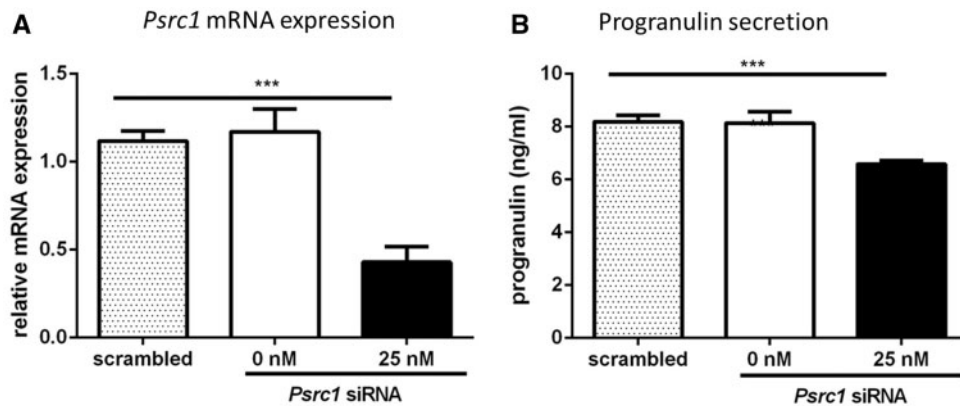 A
Psrc1 mRNA expression
***
relative mRNA expression
1.5
1.0
0.5
0.0
scrambled
0 nM
25 nM
Psrc1 siRNA
B
Progranulin secretion
***
progranulin (ng/ml)
10
8
6
4
2
0
***
scrambled
0 nM
25 nM
Psrc1 siRNA